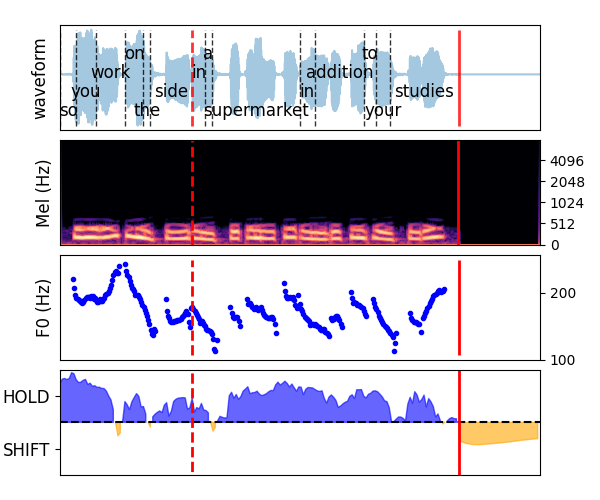 waveform
on a to
work in addition
you side in studies
so the supermarket your
Mel (Hz)
4096
2048
1024
512
0
F0 (Hz)
200
100
HOLD
SHIFT